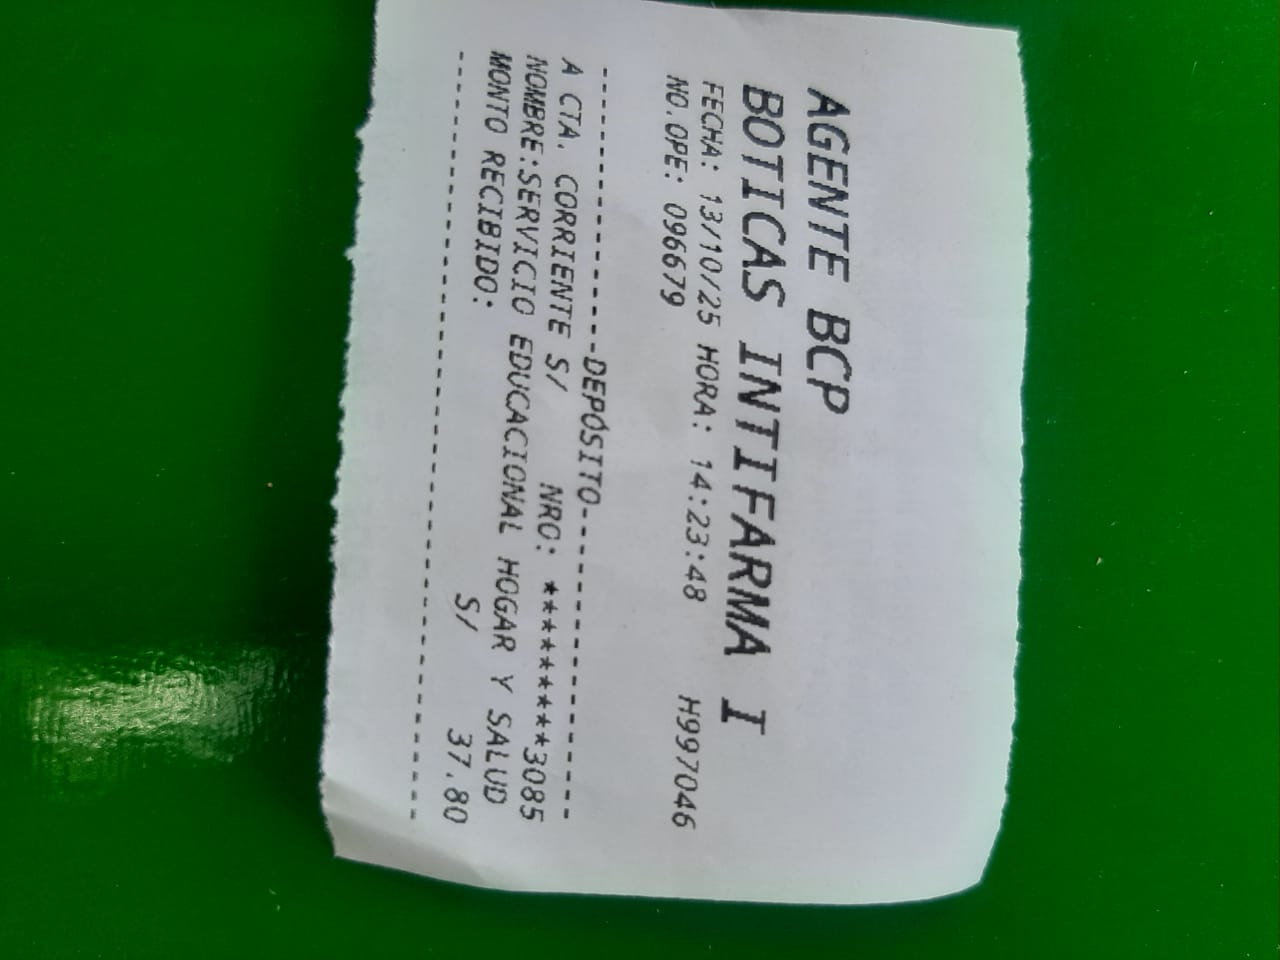 AGENTE BCP
BOTICAS INTIFARMA I
FECHA: 13/10/25 HORA: 14:23:48 H997046
NO.OPE: 096679
--------------DEPÓSITO----------------
A CTA. CORRIENTE S/ NRO: **********3085
NOMBRE:SERVICIO EDUCACIONAL HOGAR Y SALUD
MONTO RECIBIDO: S/ 37.80
--------------------------------------